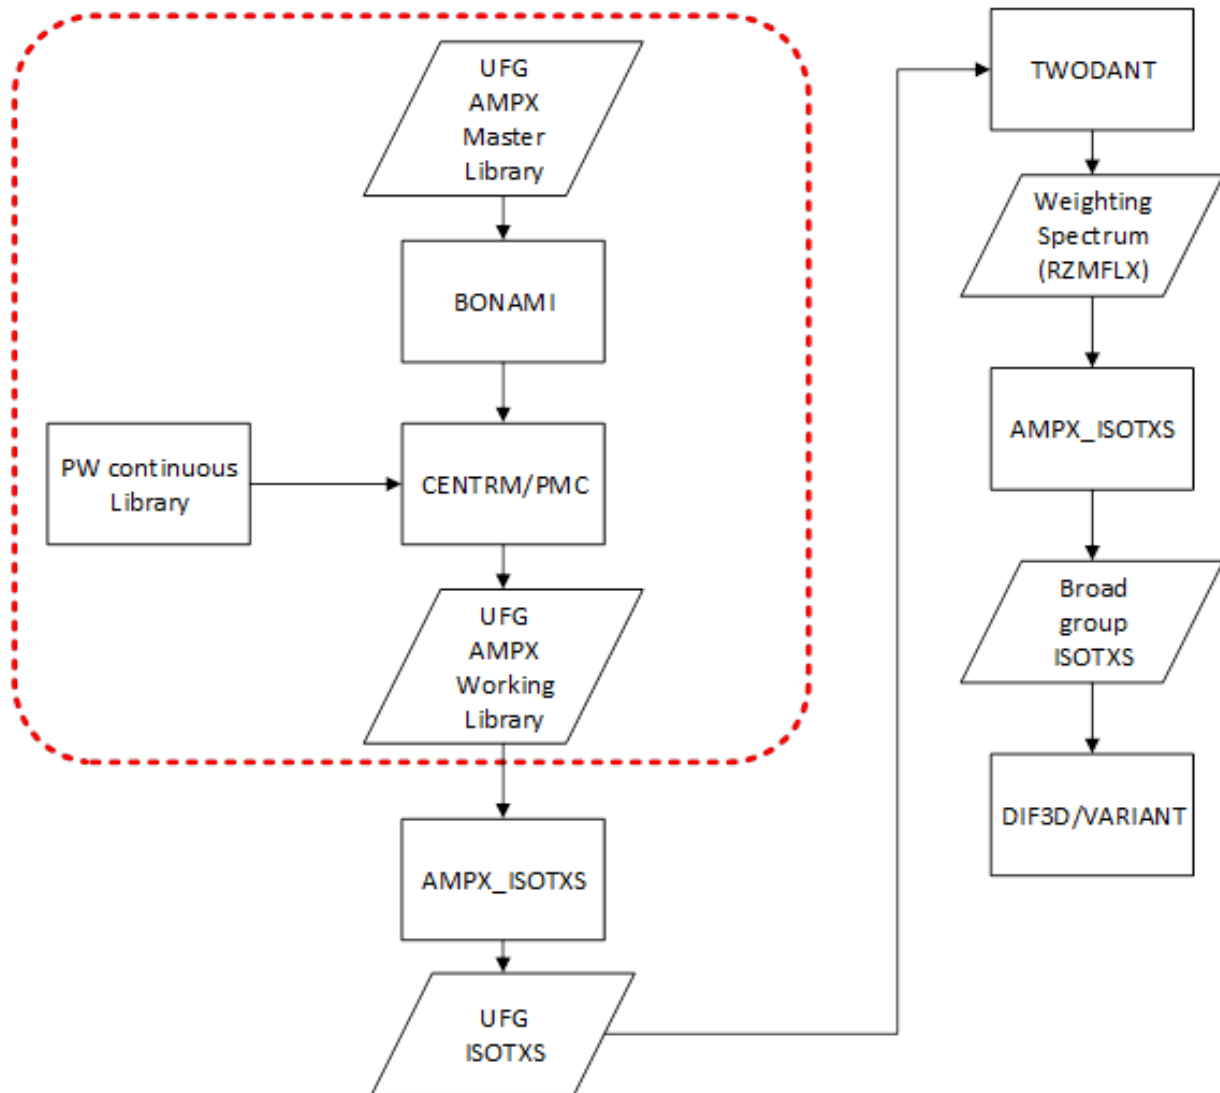 UFG
AMPX
Master
Library
BONAMI
PW continuous
Library
CENTRM/PMC
UFG
AMPX
Working
Library
AMPX_ISOTXS
UFG
ISOTXS
TWODANT
Weighting
Spectrum
(RZMFLX)
AMPX_ISOTXS
Broad
group
ISOTXS
DIF3D/VARIANT